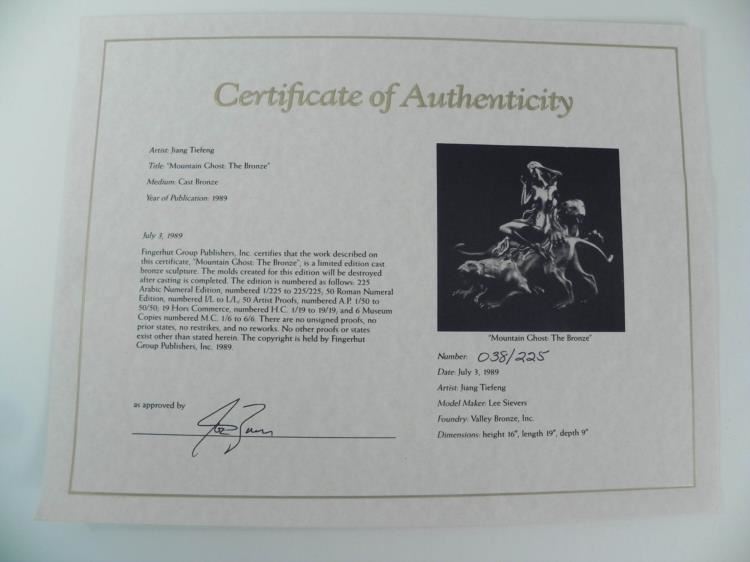 Certificate of Authenticity
Artist: Jiang Tiefeng
Title: "Mountain Ghost: The Bronze"
Medium: Cast Bronze
Year of Publication: 1989
July 3, 1989
Fingerhut Group Publishers, Inc. certifies that the work described on
this certificate, "Mountain Ghost: The Bronze", is a limited edition cast
bronze sculpture. The molds created for this edition will be destroyed
after casting is completed. The edition is numbered as follows: 225
Arabic Numeral Edition, numbered 1/225 to 225/225, 50 Roman Numeral
Edition, numbered I/L to L/L; 50 Artist Proofs, numbered A.P. 1/50 to
50/50; 19 Hors Commerce, numbered H.C. 1/19 to 19/19; and 6 Museum
Copies numbered M.C. 1/6 to 6/6. There are no unsigned proofs, no
prior states, no restrikes, and no reworks. No other proofs or states
exist other than stated herein. The copyright is held by Fingerhut
Group Publishers, Inc. 1989.
as approved by
"Mountain Ghost: The Bronze"
Number: 038/225
Date: July 3, 1989
Artist: Jiang Tiefeng
Model Maker: Lee Sievers
Foundry: Valley Bronze, Inc.
Dimensions: height 16", length 19", depth 9"